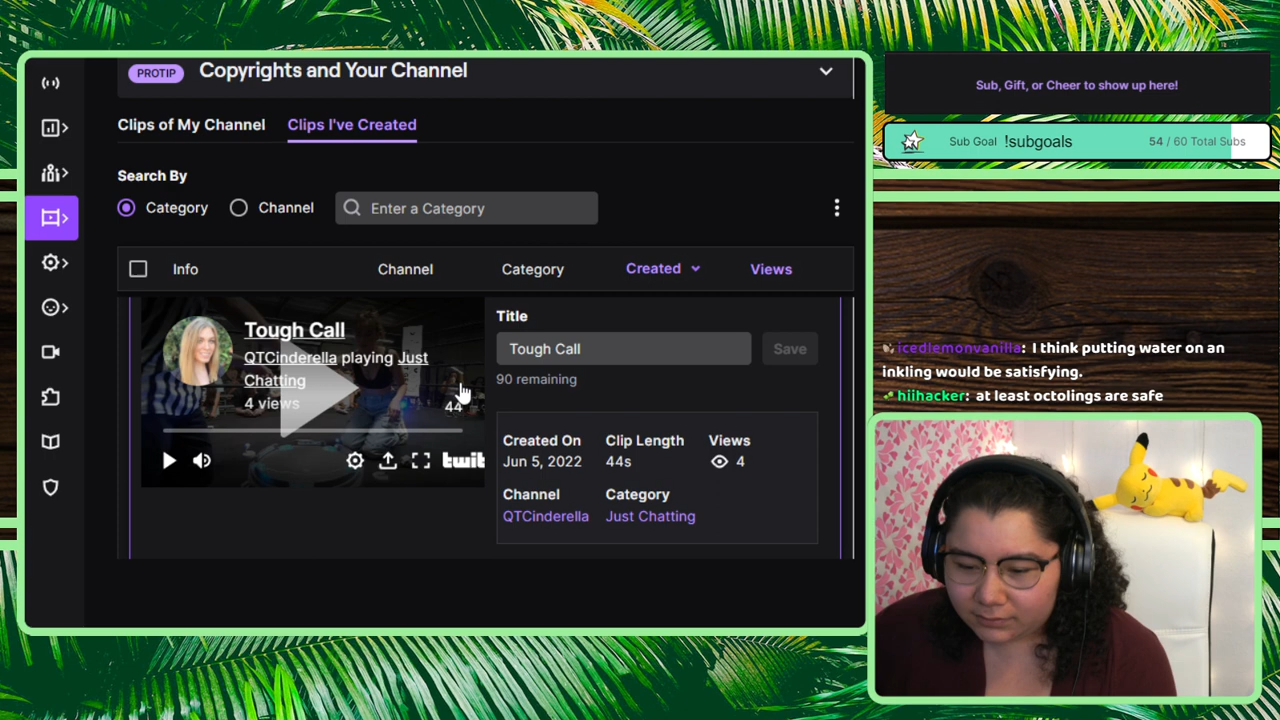 PROTIP Copyrights and Your Channel
Clips of My Channel Clips I've Created
Search By
Category Channel Enter a Category
Info Channel Category Created Views
Tough Call
QTCinderella playing Just
Chatting
4 views
44
twit
Title
Tough Call Save
90 remaining
Created On Clip Length Views
Jun 5, 2022 44s 4
Channel Category
QTCinderella Just Chatting
Sub, Gift, or Cheer to show up here!
Sub Goal !subgoals 54 / 60 Total Subs
icedlemonvanilla: I think putting water on an
inkling would be satisfying.
hiihacker: at least octolings are safe